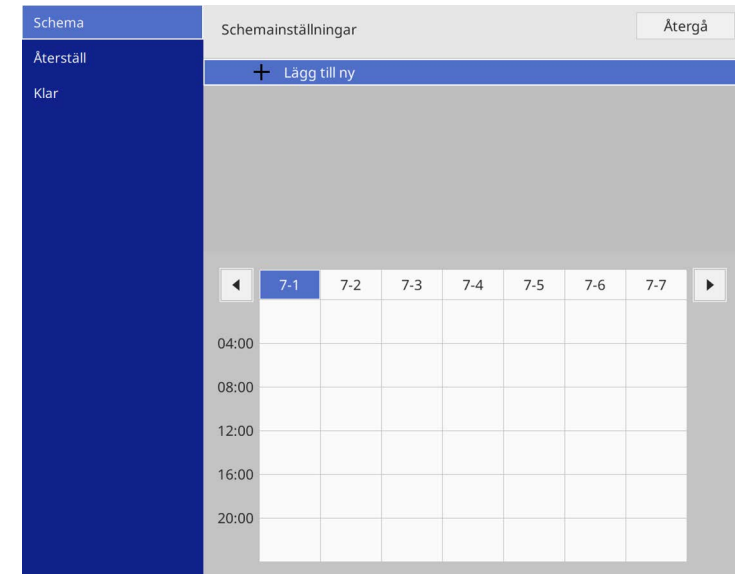 Schema
Återställ
Klar
Schemainställningar
Återgå
Lägg till ny
7-1 7-2 7-3 7-4 7-5 7-6 7-7
04:00
08:00
12:00
16:00
20:00